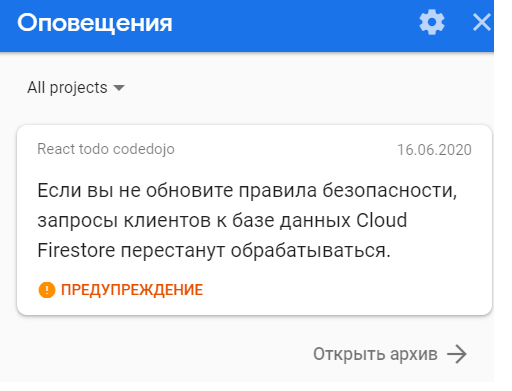 Оповещения
All projects
React todo codedojo
16.06.2020
Если вы не обновите правила безопасности,
запросы клиентов к базе данных Cloud
Firestore перестанут обрабатываться.
ПРЕДУПРЕЖДЕНИЕ
Открыть архив